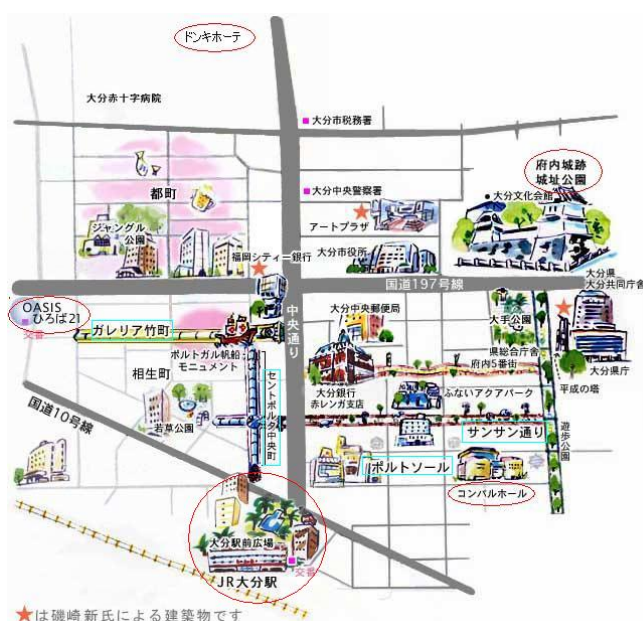 ドンキホーテ
大分赤十字病院
大分市税務署
都町
大分中央警察署
府内城跡
城址公園
大分文化会館
ジャングル
公園
アートプラザ
福岡シティー銀行
大分市役所
国道197号線
大分県
大分共同庁舎
OASIS
ひろば21
交番
ガレリア竹町
大分中央郵便局
大手公園
中央通り
ポルトガル帆船
モニュメント
県総合庁舎
府内5番街
大分県庁
相生町
セントポルタ中央町
大分銀行
赤レンガ支店
ふないアクアパーク
平成の塔
国道10号線
若草公園
サンサン通り
遊歩公園
ポルトソール
コンパルホール
大分駅前広場
交番
JR大分駅
★は磯崎新氏による建築物です